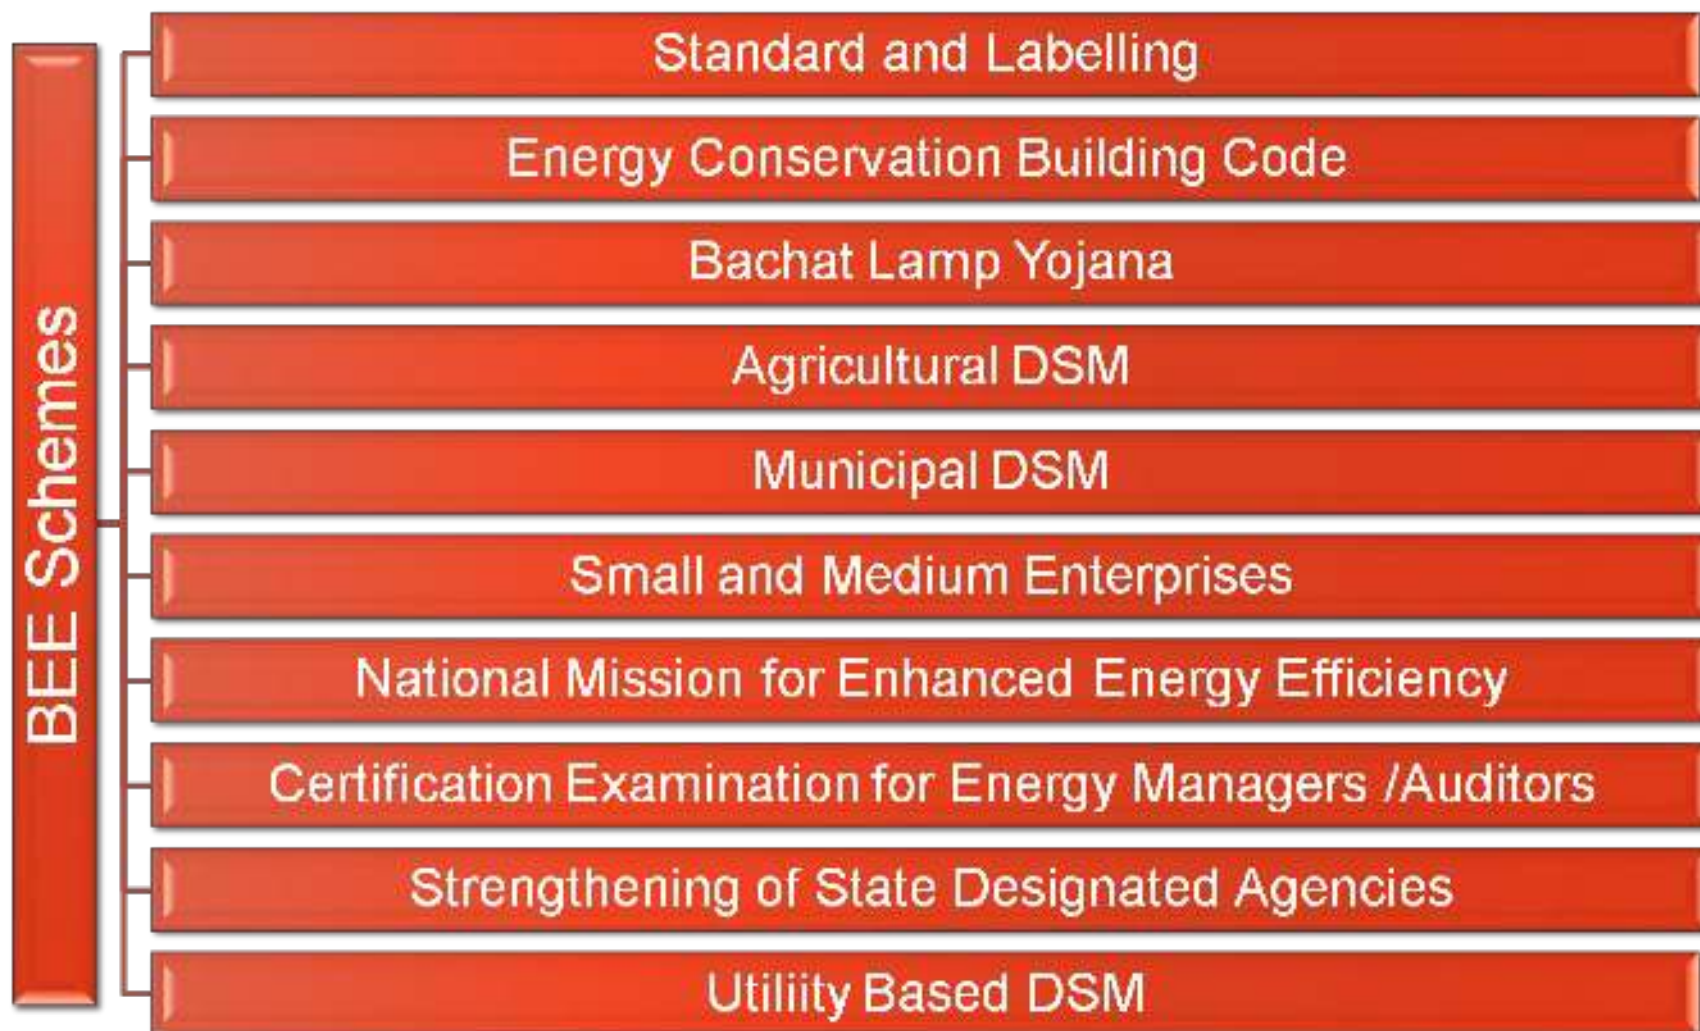 BEE Schemes
Standard and Labelling
Energy Conservation Building Code
Bachat Lamp Yojana
Agricultural DSM
Municipal DSM
Small and Medium Enterprises
National Mission for Enhanced Energy Efficiency
Certification Examination for Energy Managers /Auditors
Strengthening of State Designated Agencies
Utiliity Based DSM